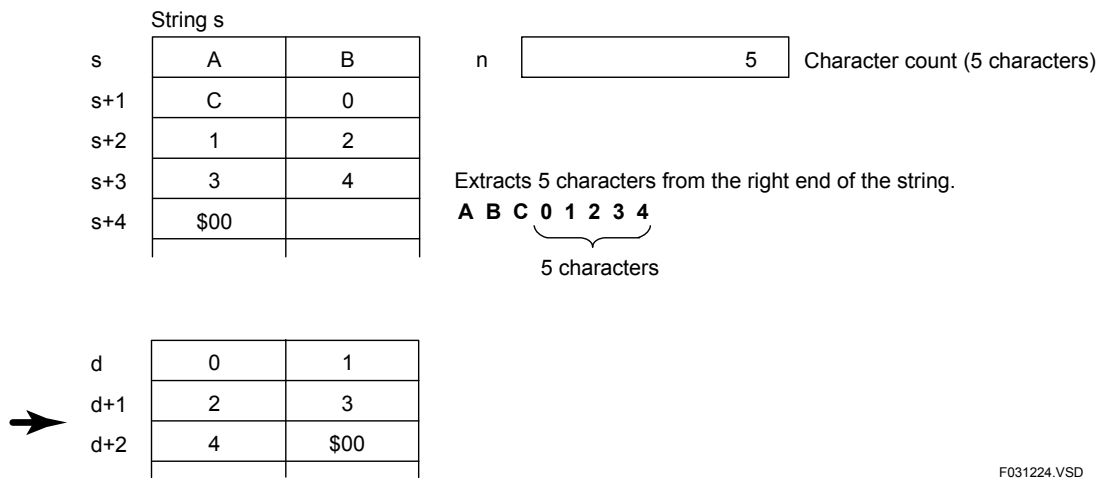 String s
s A B n 5 Character count (5 characters)
s+1 C 0
s+2 1 2
s+3 3 4 Extracts 5 characters from the right end of the string.
s+4 $00 A B C 0 1 2 3 4
5 characters
d 0 1
d+1 2 3
d+2 4 $00
F031224.VSD